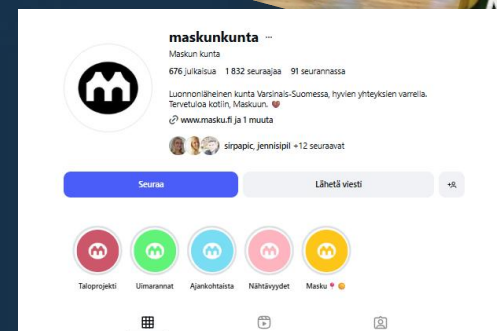 maskunkunta ...
Maskun kunta
676 julkaisua 1 832 seuraajaa 91 seurannassa
Luonnonläheinen kunta Varsinais-Suomessa, hyvien yhteyksien varrella.
Tervetuloa kotiin, Maskuun.
www.masku.fi ja 1 muuta
sirpapic, jennisipil +12 seuraavat
Seuraa Lähetä viesti
Taloprojekti Uimarannat Ajankohtaista Nähtävyydet Masku